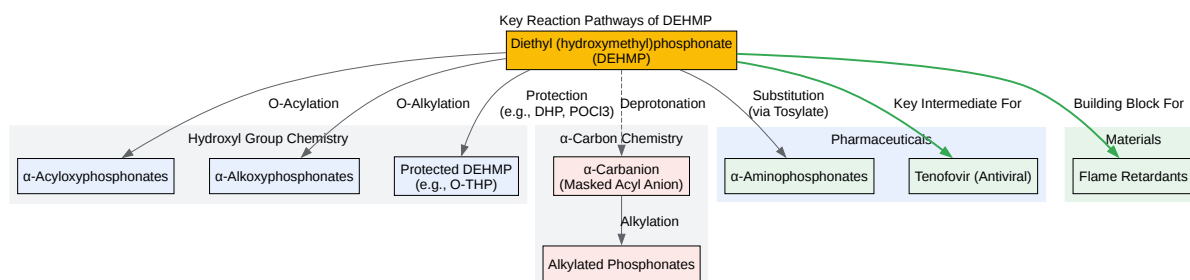 Key Reaction Pathways of DEHMP
Diethyl (hydroxymethyl)phosphonate
(DEHMP)
O-Acylation
O-Alkylation
Protection
(e.g., DHP, POCl3)
Deprotonation
Substitution
(via Tosylate)
Key Intermediate For
Building Block For
Hydroxyl Group Chemistry
α-Carbon Chemistry
Pharmaceuticals
Materials
α-Acyloxyphosphonates
α-Alkoxyphosphonates
Protected DEHMP
(e.g., O-THP)
α-Carbanion
(Masked Acyl Anion)
α-Aminophosphonates
Tenofovir (Antiviral)
Flame Retardants
Alkylation
Alkylated Phosphonates